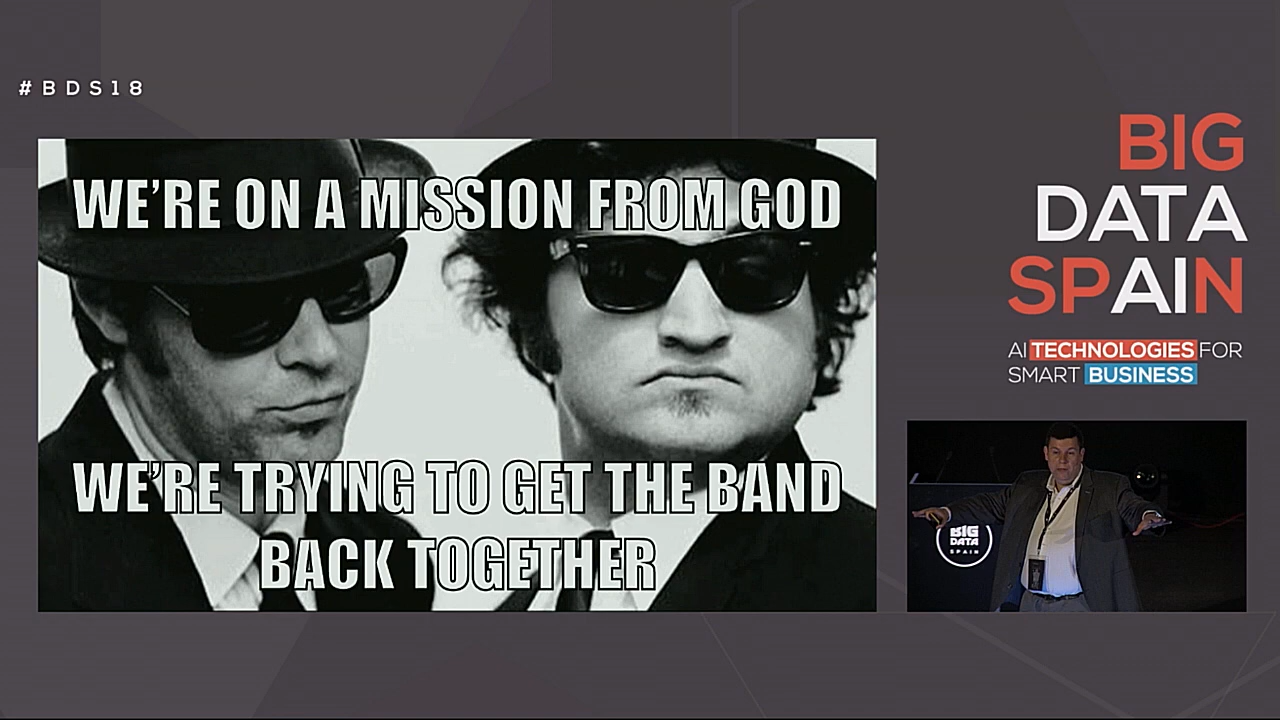 #BDS18
WE'RE ON A MISSION FROM GOD
WE'RE TRYING TO GET THE BAND
BACK TOGETHER
BIG
DATA
SPAIN
AI TECHNOLOGIES FOR
SMART BUSINESS
BIG
DATA
SPAIN